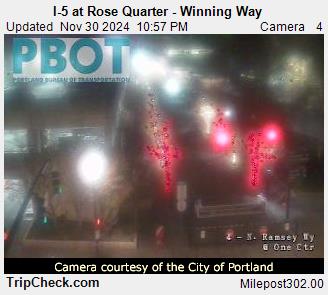 I-5 at Rose Quarter - Winning Way
Updated Nov 30 2024 10:57 PM Camera 4
PBOT
PORTLAND BUREAU OF TRANSPORTATION
4 - N. Ramsey Wy
@ One Ctr
Camera courtesy of the City of Portland
TripCheck.com Milepost302.00